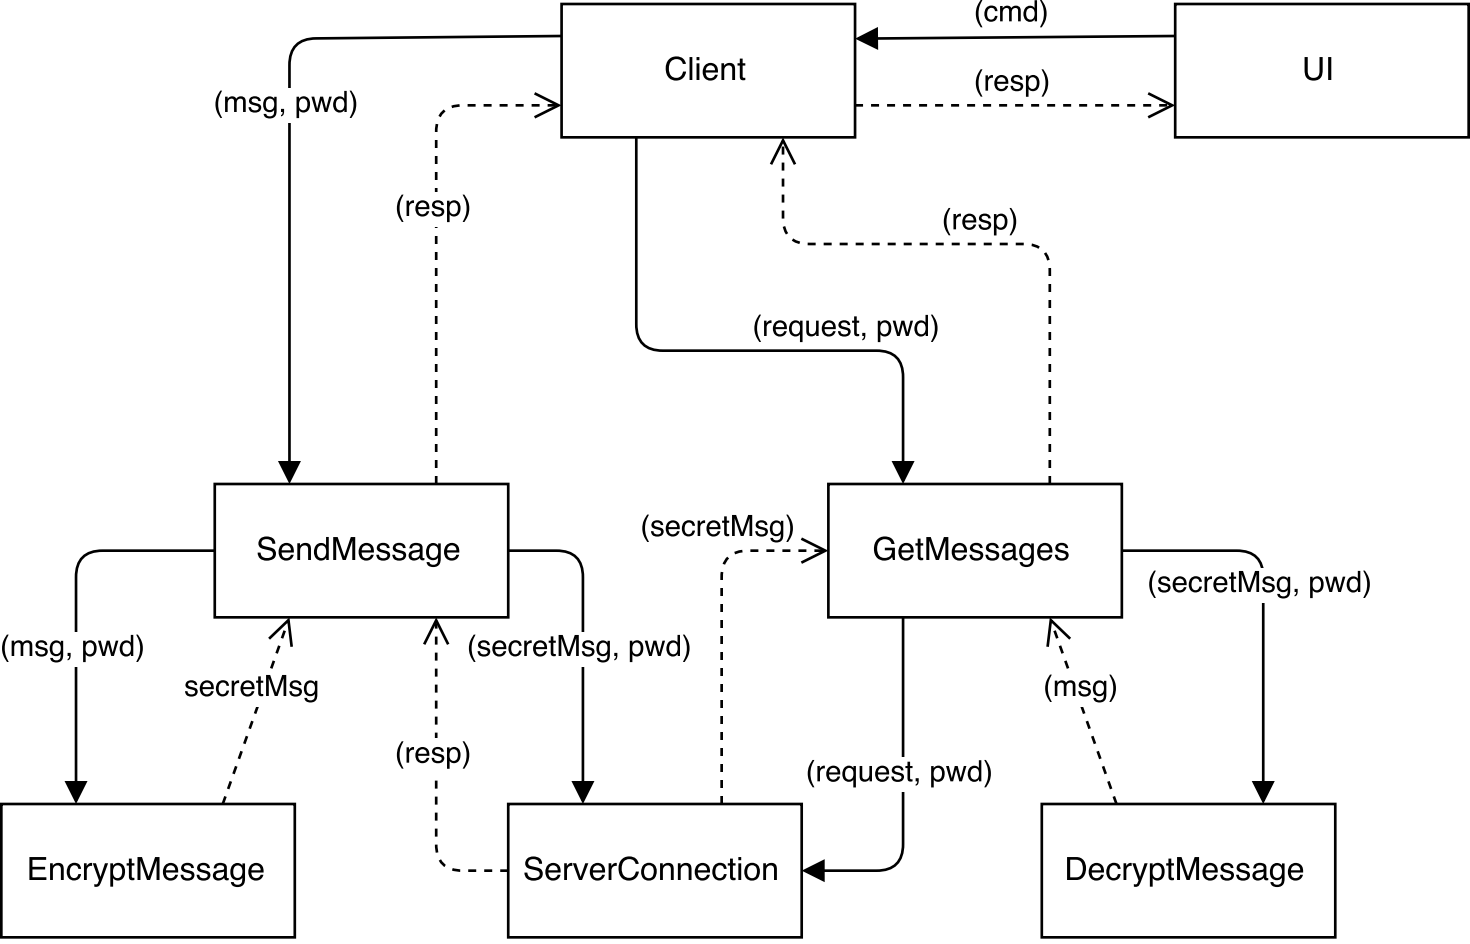 (cmd)
Client
UI
(resp)
(msg, pwd)
(resp)
(resp)
(request, pwd)
(secretMsg)
SendMessage
GetMessages
(secretMsg, pwd)
(msg, pwd)
(secretMsg, pwd)
secretMsg
(msg)
(resp)
(request, pwd)
EncryptMessage
ServerConnection
DecryptMessage